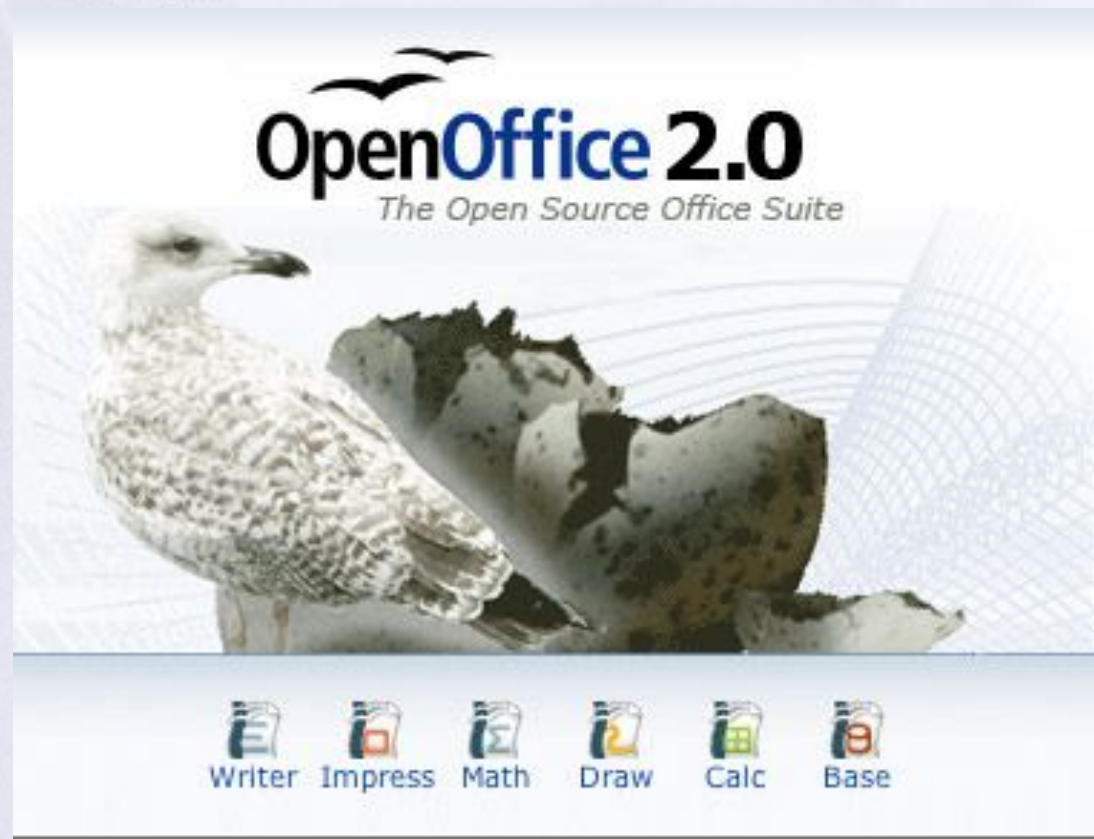 OpenOffice 2.0
The Open Source Office Suite
Writer Impress Math Draw Calc Base